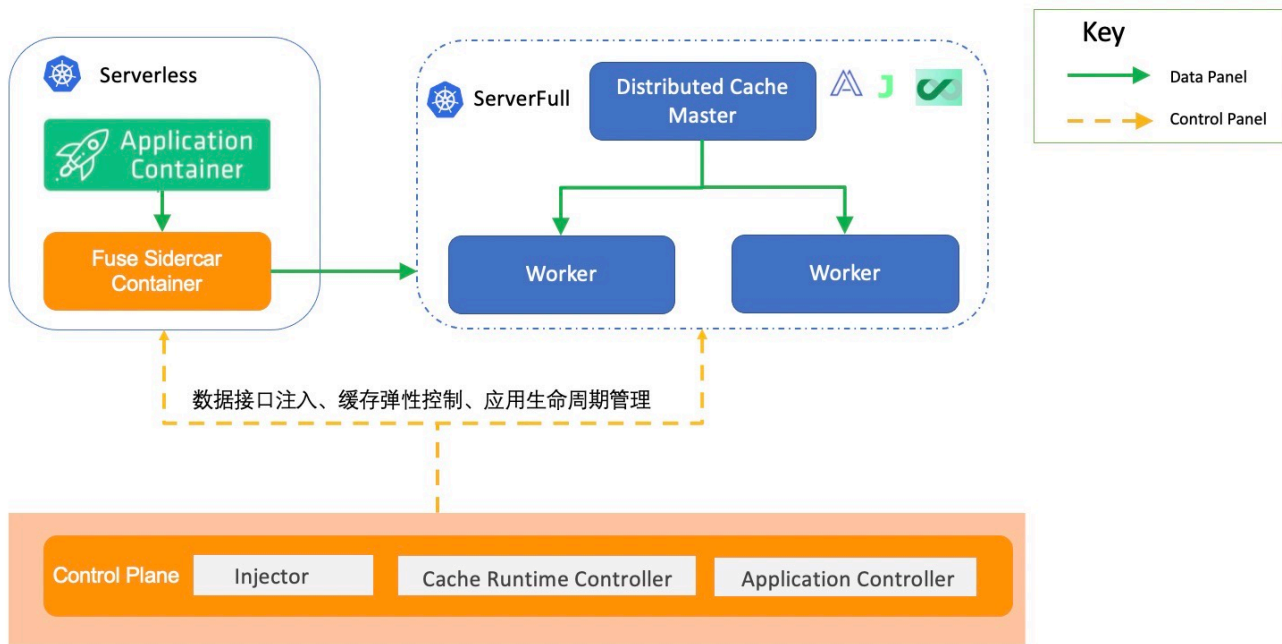 Serverless
Application
Container
Fuse Sidercar
Container
ServerFull
Distributed Cache
Master
J
Worker
Worker
Key
Data Panel
Control Panel
数据接口注入、缓存弹性控制、应用生命周期管理
Control Plane
Injector
Cache Runtime Controller
Application Controller